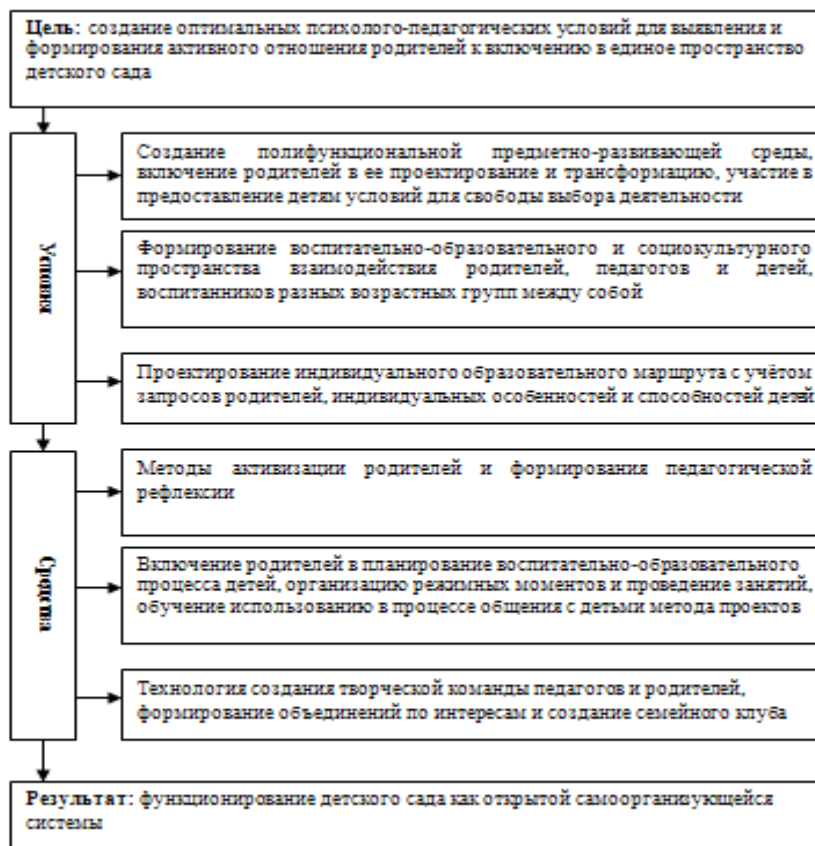 Цель: создание оптимальных психолого-педагогических условий для выявления и
формирования активного отношения родителей к включению в единое пространство
детского сада
Условия
Создание полифункциональной предметно-развивающей среды,
включение родителей в ее проектирование и трансформацию, участие в
предоставление детям условий для свободы выбора деятельности
Формирование воспитательно-образовательного и социокультурного
пространства взаимодействия родителей, педагогов и детей,
воспитанников разных возрастных групп между собой
Проектирование индивидуального образовательного маршрута с учётом
запросов родителей, индивидуальных особенностей и способностей детей
Средства
Методы активизации родителей и формирования педагогической
рефлексии
Включение родителей в планирование воспитательно-образовательного
процесса детей, организацию режимных моментов и проведение занятий,
обучение использованию в процессе общения с детьми метода проектов
Технология создания творческой команды педагогов и родителей,
формирование объединений по интересам и создание семейного клуба
Результат: функционирование детского сада как открытой самоорганизующейся
системы